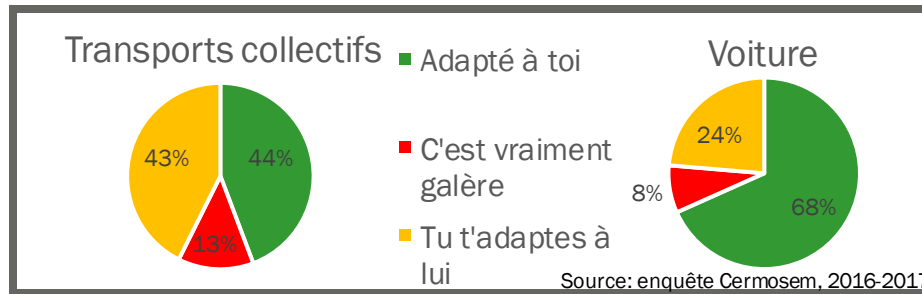 Transports collectifs
43%
44%
13%
Adapté à toi
C'est vraiment
galère
Tu t'adaptes à
lui
Voiture
24%
8%
68%
Source: enquête Cermosem, 2016-2017